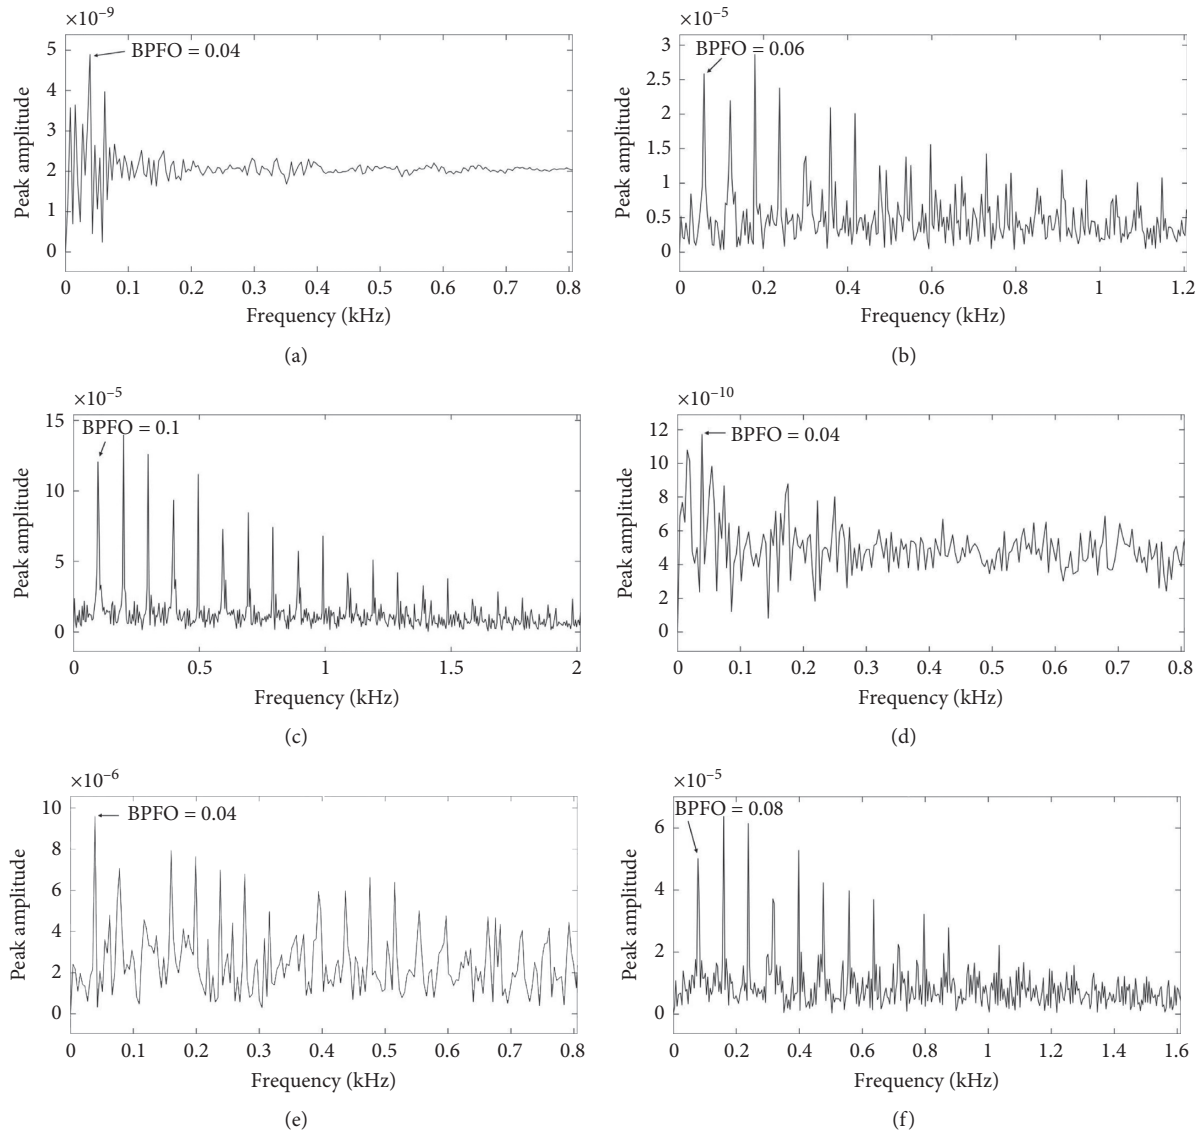 ×10⁻⁹
5
4
3
2
1
0
BPFO = 0.04
Peak amplitude
0 0.1 0.2 0.3 0.4 0.5 0.6 0.7 0.8
Frequency (kHz)
(a)
×10⁻⁵
3
2.5
2
1.5
1
0.5
0
BPFO = 0.06
Peak amplitude
0 0.2 0.4 0.6 0.8 1 1.2
Frequency (kHz)
(b)
×10⁻⁵
15
10
5
0
BPFO = 0.1
Peak amplitude
0 0.5 1 1.5 2
Frequency (kHz)
(c)
×10⁻¹⁰
12
10
8
6
4
2
0
BPFO = 0.04
Peak amplitude
0 0.1 0.2 0.3 0.4 0.5 0.6 0.7 0.8
Frequency (kHz)
(d)
×10⁻⁶
10
8
6
4
2
0
BPFO = 0.04
Peak amplitude
0 0.1 0.2 0.3 0.4 0.5 0.6 0.7 0.8
Frequency (kHz)
(e)
×10⁻⁵
6
4
2
0
BPFO = 0.08
Peak amplitude
0 0.2 0.4 0.6 0.8 1 1.2 1.4 1.6
Frequency (kHz)
(f)